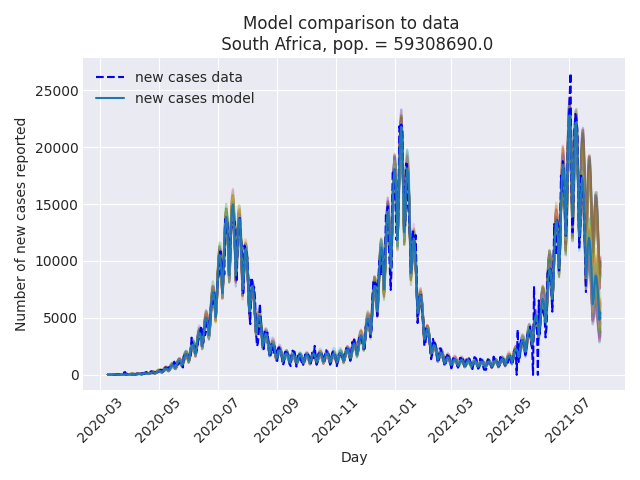 Model comparison to data
South Africa, pop. = 59308690.0
new cases data
new cases model
Number of new cases reported
25000
20000
15000
10000
5000
0
2020-03
2020-05
2020-07
2020-09
2020-11
2021-01
2021-03
2021-05
2021-07
Day